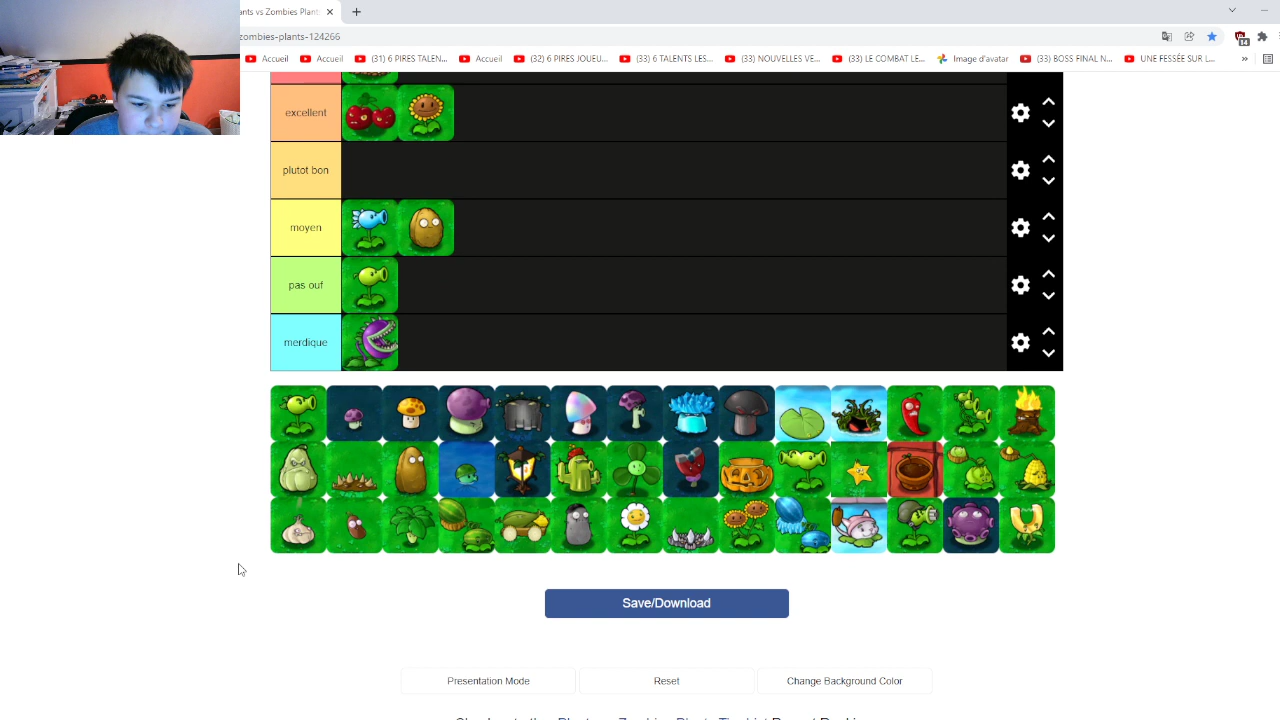 ants vs Zombies Plants
zombies-plants-124266
14
Accueil Accueil (31) 6 PIRES TALEN... Accueil (32) 6 PIRES JOUEU... (33) 6 TALENTS LES... (33) NOUVELLES VE... (33) LE COMBAT LE... Image d'avatar (33) BOSS FINAL N... UNE FESSÉE SUR L...
excellent
plutot bon
moyen
pas ouf
merdique
Save/Download
Presentation Mode Reset Change Background Color